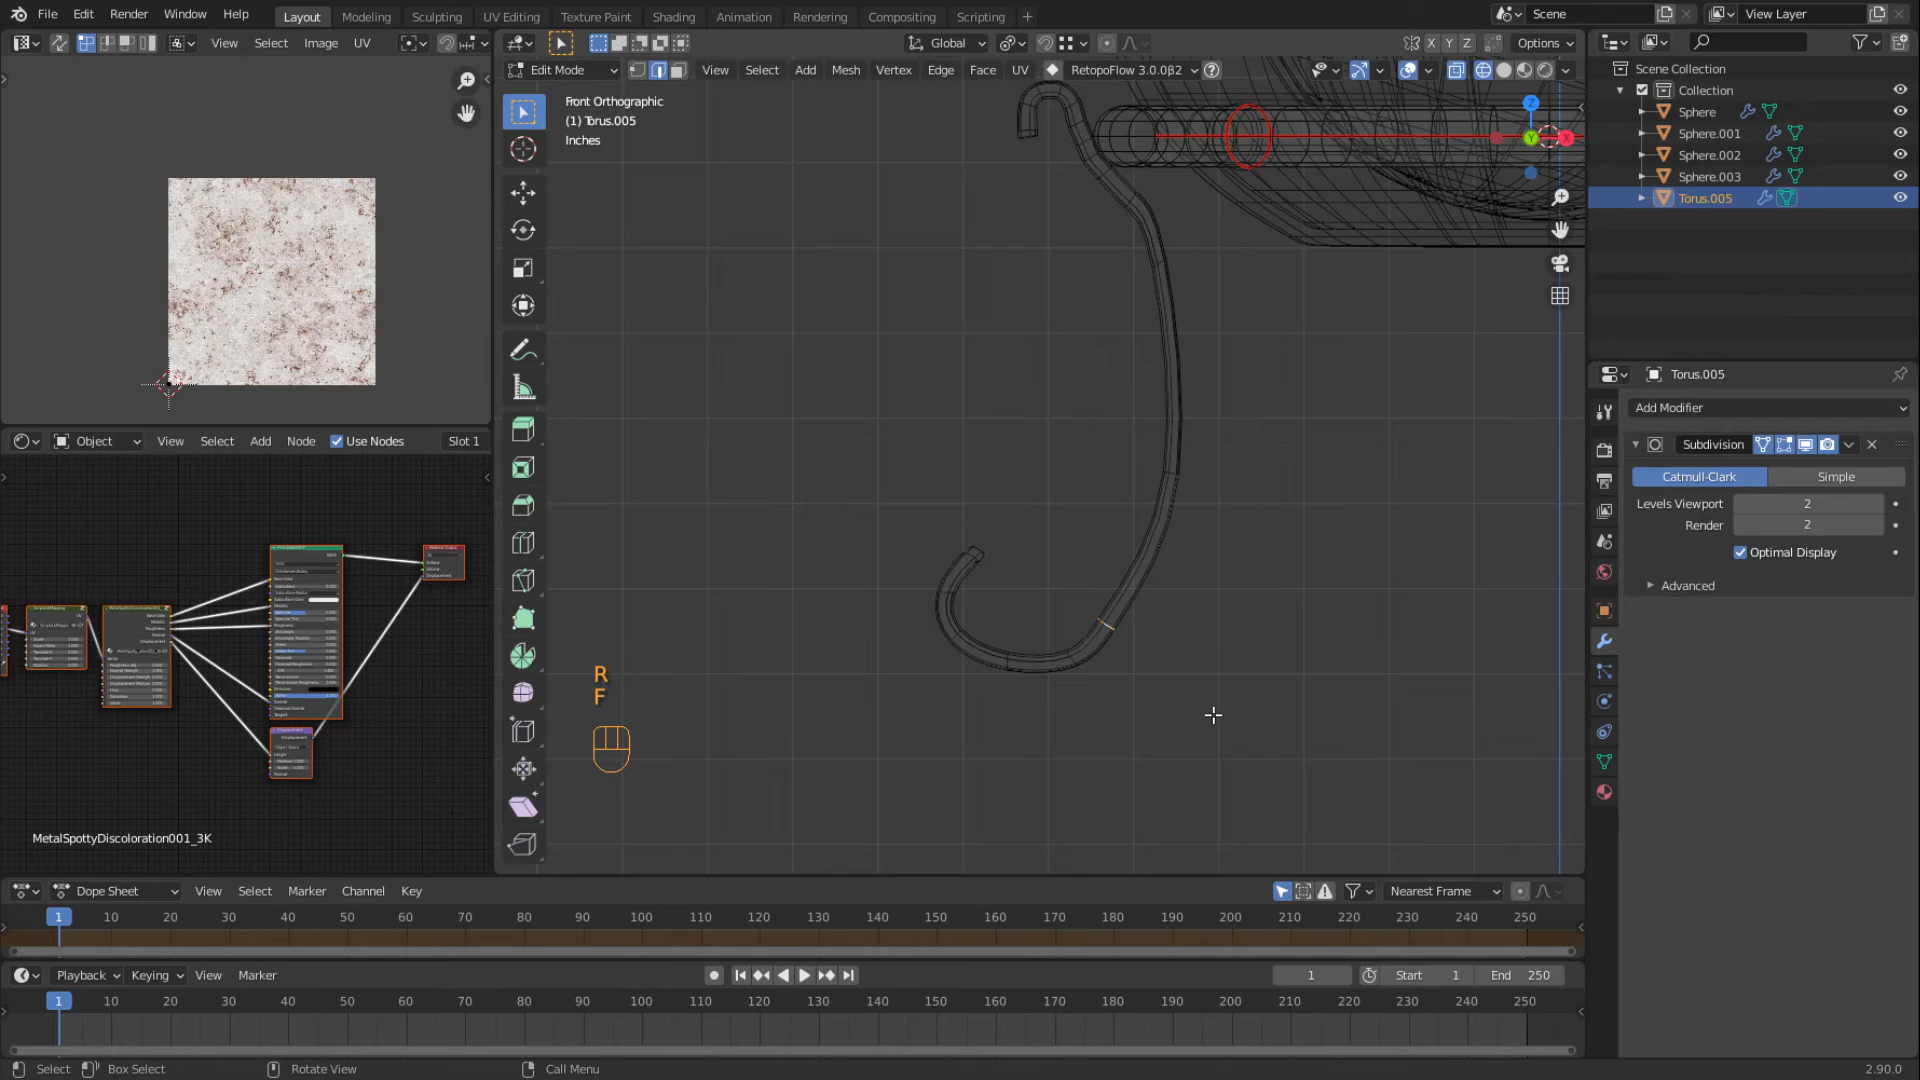 File Edit Render Window Help Layout Modeling Sculpting UV Editing Texture Paint Shading Animation Rendering Compositing Scripting + Scene View Layer
View Select Image UV
Global Options
X Y Z
Edit Mode View Select Add Mesh Vertex Edge Face UV RetopoFlow 3.0.0β2
Front Orthographic
(1) Torus.005
Inches
Z
Y
X
Scene Collection
Collection
Sphere
Sphere.001
Sphere.002
Sphere.003
Torus.005
Torus.005
Add Modifier
Subdivision
Catmull-Clark Simple
Levels Viewport 2
Render 2
Optimal Display
Advanced
Object View Select Add Node Use Nodes Slot 1
MetalSpottyDiscoloration001_3K
R
F
Dope Sheet View Select Marker Channel Key Nearest Frame
1 10 20 30 40 50 60 70 80 90 100 110 120 130 140 150 160 170 180 190 200 210 220 230 240 250
Playback Keying View Marker 1 Start 1 End 250
1 10 20 30 40 50 60 70 80 90 100 110 120 130 140 150 160 170 180 190 200 210 220 230 240 250
Select Box Select Rotate View Call Menu 2.90.0